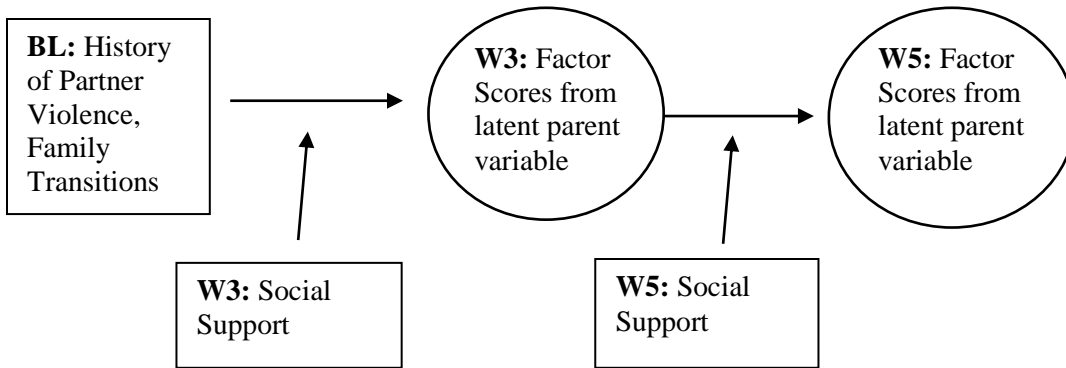 BL: History
of Partner
Violence,
Family
Transitions
W3: Factor
Scores from
latent parent
variable
W5: Factor
Scores from
latent parent
variable
W3: Social
Support
W5: Social
Support